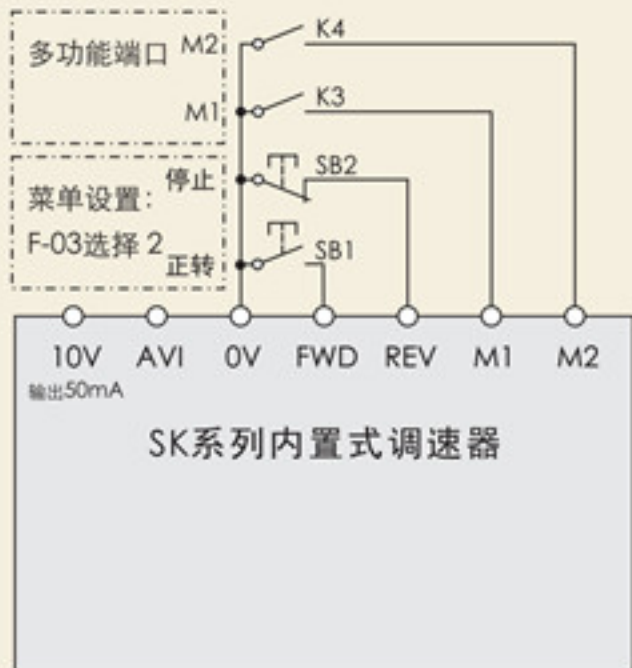 多功能端口 M2 K4
M1 K3
停止 SB2
菜单设置:
F-03选择 2
正转 SB1
10V AVI 0V FWD REV M1 M2
输出50mA
SK系列内置式调速器